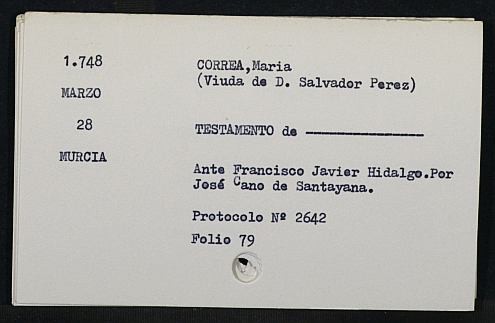 1.748
MARZO
28
MURCIA
CORREA,Maria
(Viuda de D. Salvador Perez)
TESTAMENTO de ----------------
Ante Francisco Javier Hidalgo.Por
José Cano de Santayana.
Protocolo Nº 2642
Folio 79